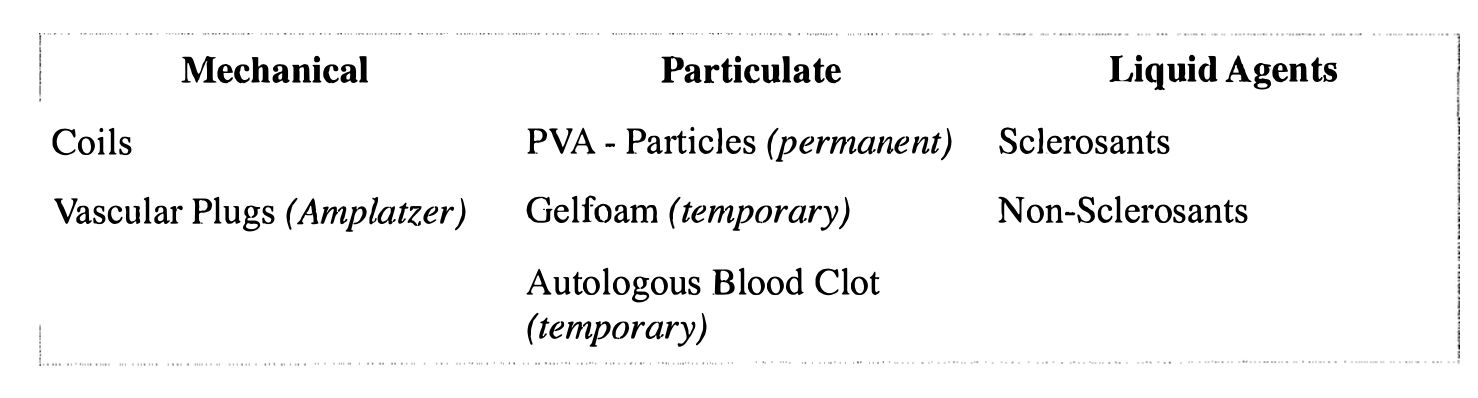 Mechanical Particulate Liquid Agents
Coils PVA - Particles (permanent) Sclerosants
Vascular Plugs (Amplatzer) Gelfoam (temporary) Non-Sclerosants
Autologous Blood Clot
(temporary)